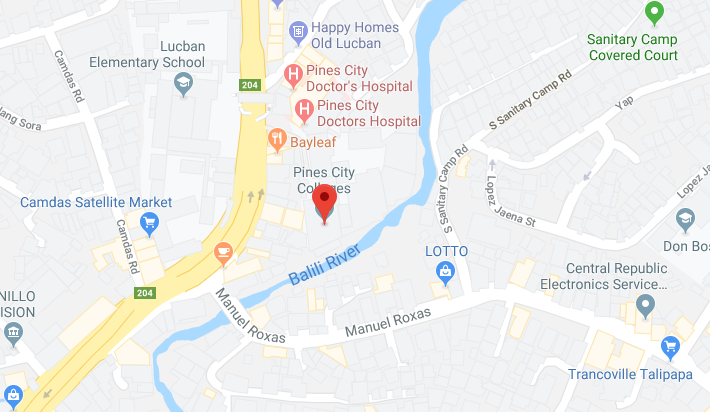 Happy Homes
Old Lucban
Sanitary Camp
Covered Court
Lucban
Elementary School
Camdas Rd
Pines City
Doctor's Hospital
204
S Sanitary Camp Rd
Yap
Pines City
Doctors Hospital
Bayleaf
Pines City
Colleges
S Sanitary Camp Rd
Lopez Jaena St
Lopez Ja
Camdas Satellite Market
Camdas Rd
Don Bos
LOTTO
Balili River
Central Republic
Electronics Service...
204
NILLO
ISION
Manuel Roxas
Manuel Roxas
Trancoville Talipapa